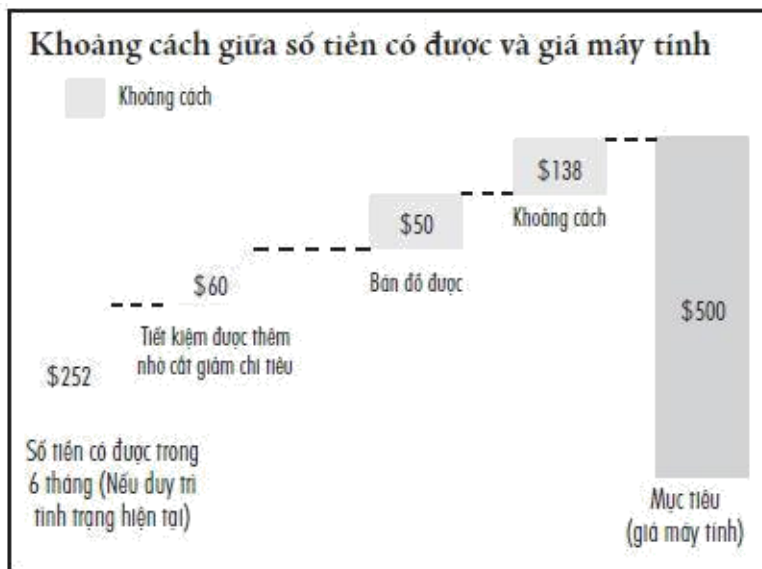 Khoảng cách giữa số tiền có được và giá máy tính
Khoảng cách
$138
Khoảng cách
$50
Bán đồ được
$60
Tiết kiệm được thêm
nhờ cắt giảm chi tiêu
$252
Số tiền có được trong
6 tháng (Nếu duy trì
tình trạng hiện tại)
$500
Mục tiêu
(giá máy tính)